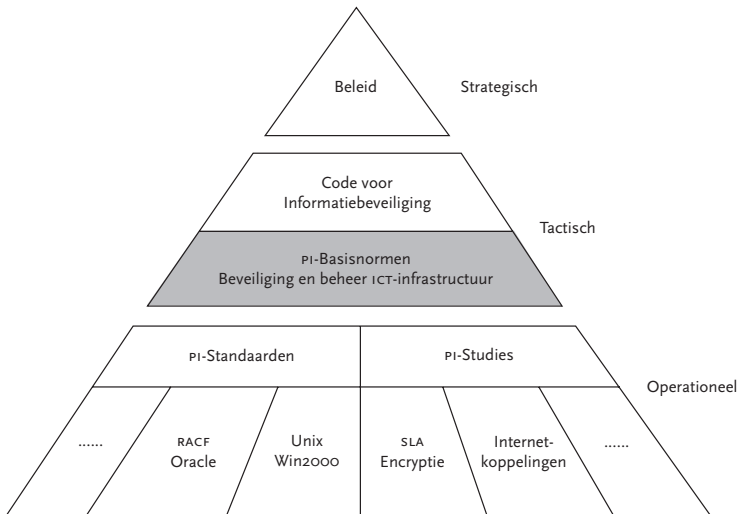 Beleid
Strategisch
Code voor
Informatiebeveiliging
Tactisch
PI-Basisnormen
Beveiliging en beheer ICT-infrastructuur
PI-Standaarden
PI-Studies
Operationeel
......
RACF
Oracle
Unix
Win2000
SLA
Encryptie
Internet-
koppelingen
......